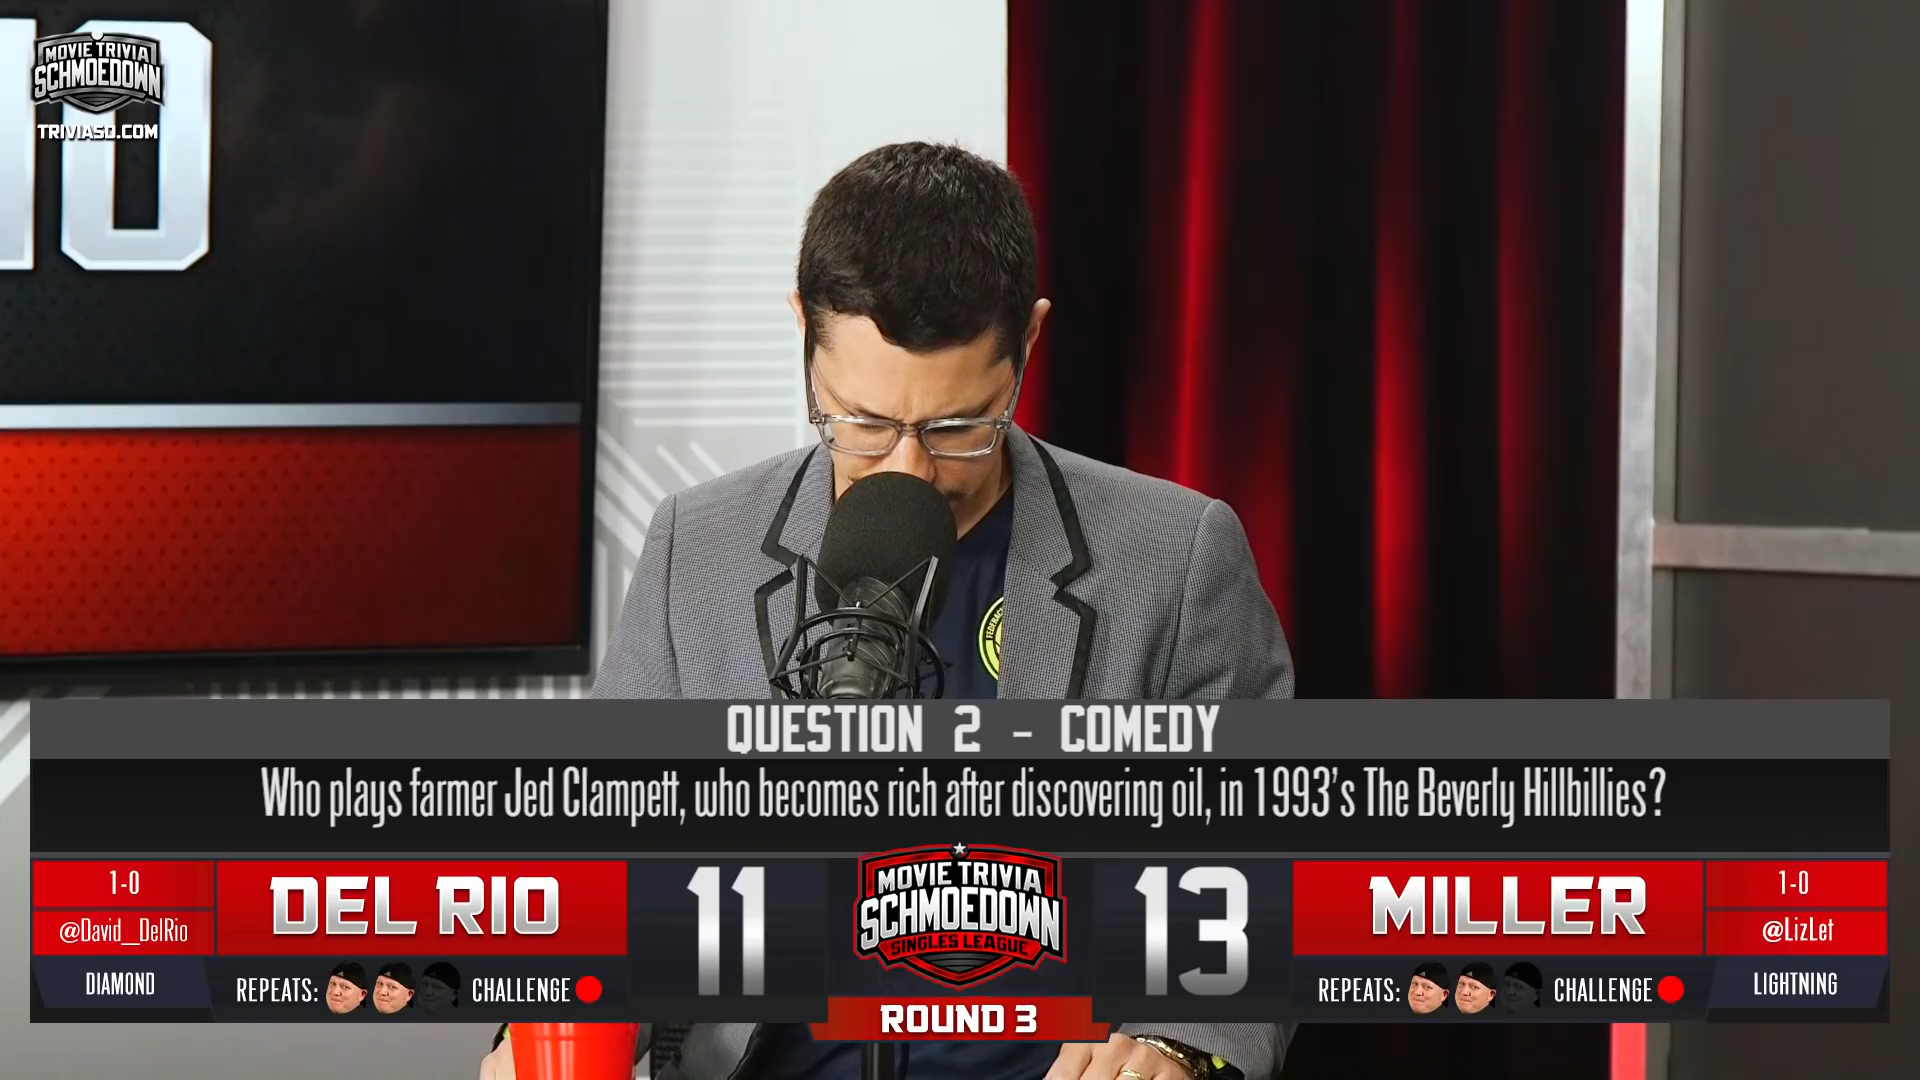 MOVIE TRIVIA
SCHMOEDOWN
TRIVIASD.COM
10
FEDERAC
QUESTION 2 - COMEDY
Who plays farmer Jed Clampett, who becomes rich after discovering oil, in 1993's The Beverly Hillbillies?
1-0
@David_DelRio
DIAMOND
DEL RIO
REPEATS: CHALLENGE
11
MOVIE TRIVIA
SCHMOEDOWN
SINGLES LEAGUE
ROUND 3
13
MILLER
REPEATS: CHALLENGE
1-0
@LizLet
LIGHTNING